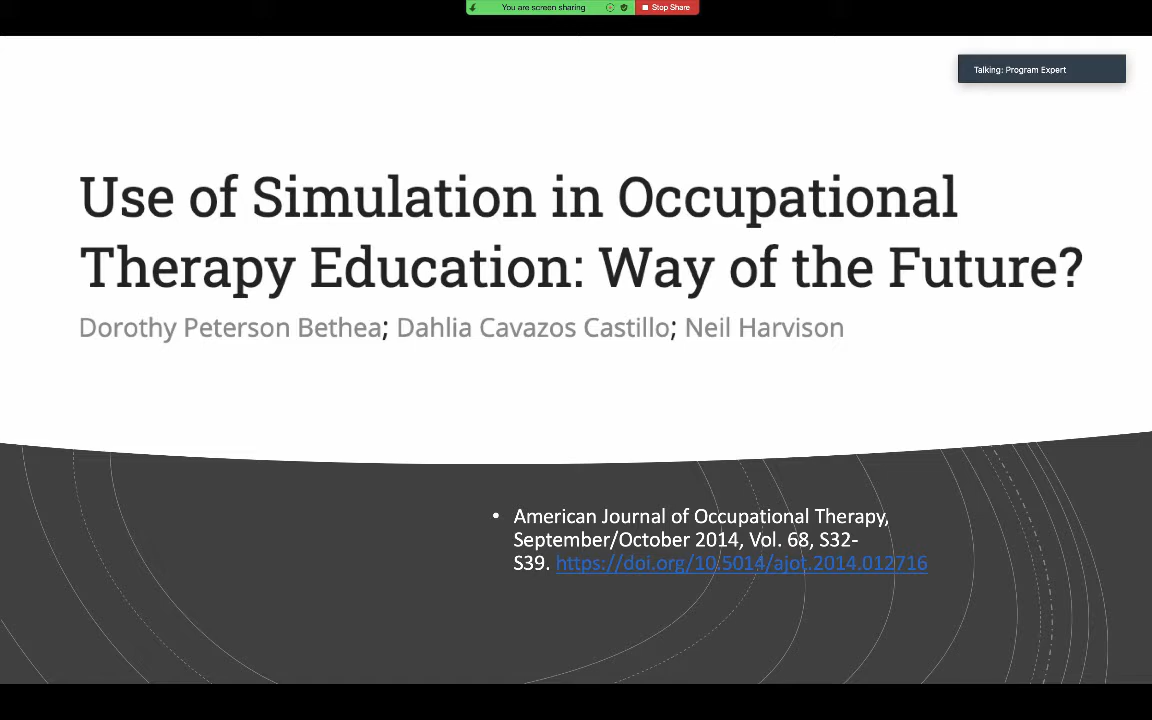 You are screen sharing
Stop Share
Talking: Program Expert
Use of Simulation in Occupational
Therapy Education: Way of the Future?
Dorothy Peterson Bethea; Dahlia Cavazos Castillo; Neil Harvison
• American Journal of Occupational Therapy,
September/October 2014, Vol. 68, S32-
S39. https://doi.org/10.5014/ajot.2014.012716